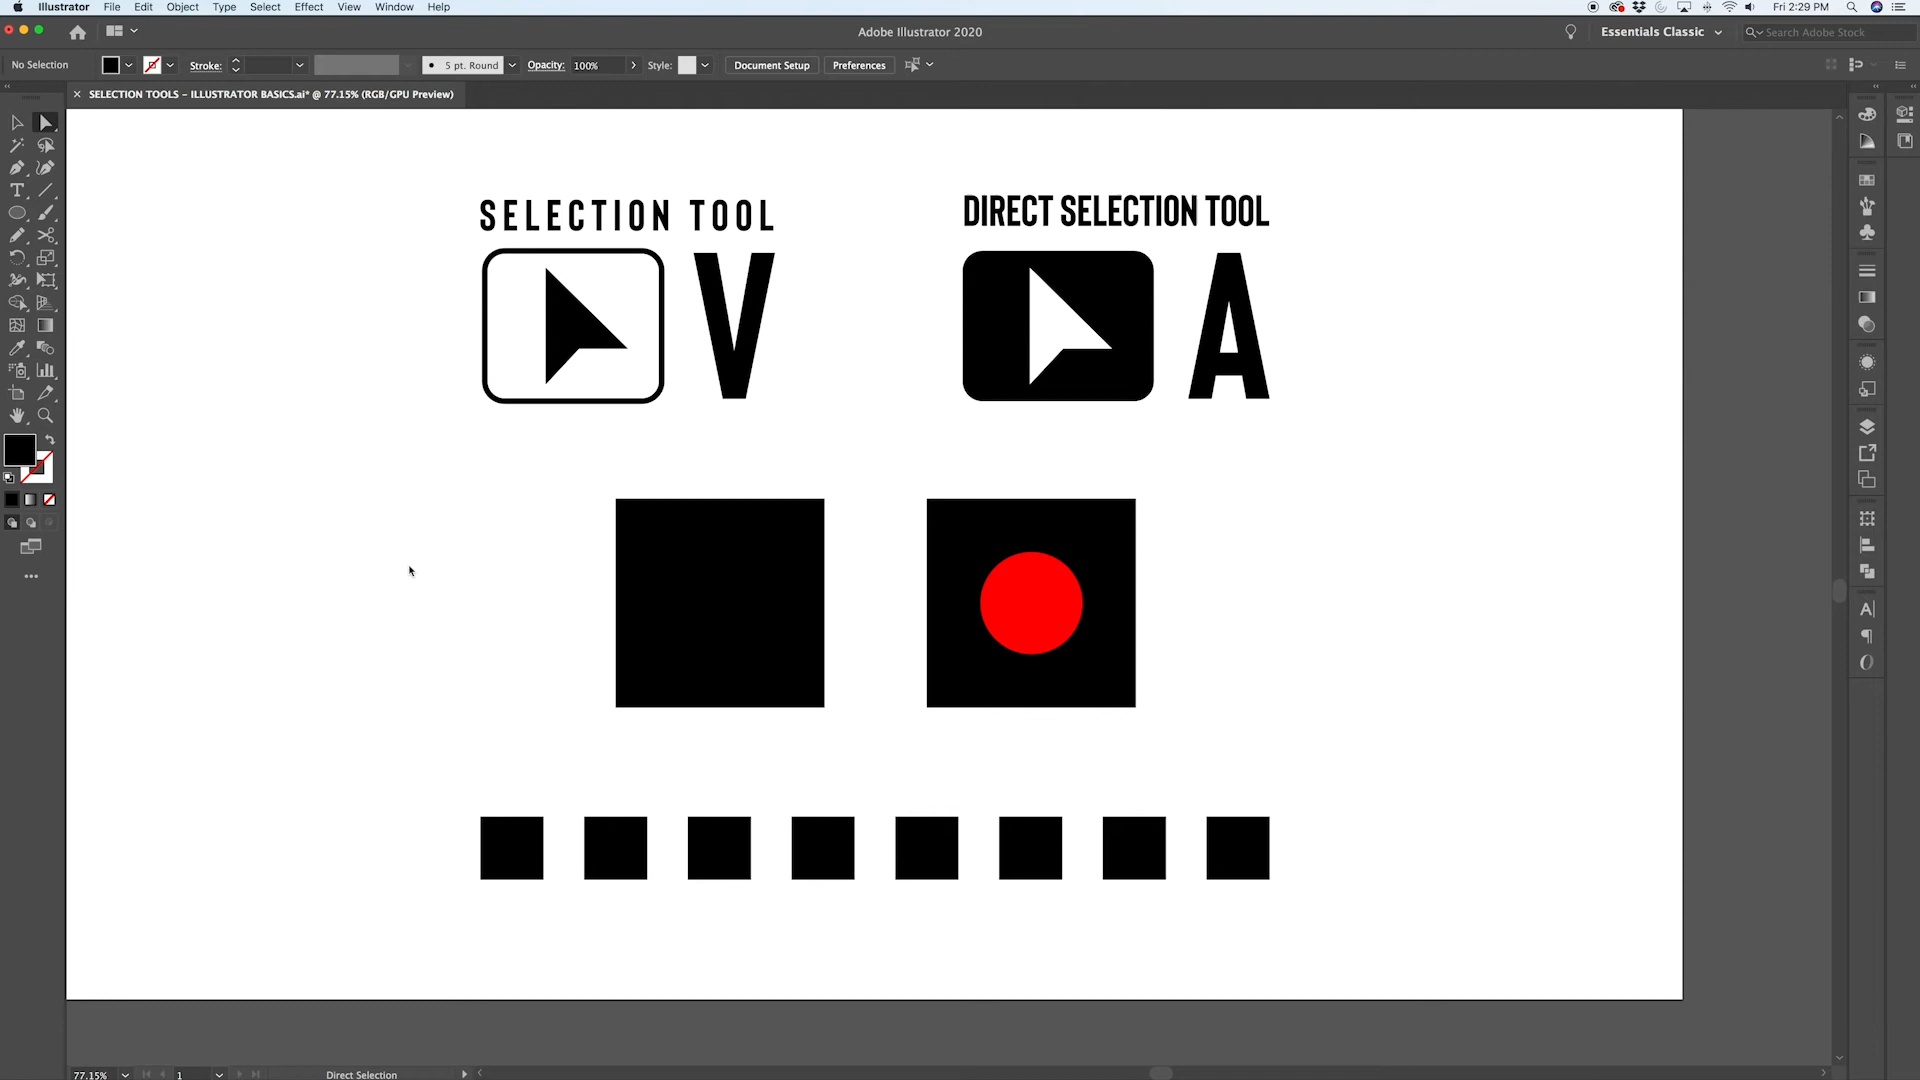 Illustrator File Edit Object Type Select Effect View Window Help Fri 2:29 PM
Adobe Illustrator 2020 Essentials Classic Search Adobe Stock
No Selection Stroke: 5 pt. Round Opacity: 100% Style: Document Setup Preferences
SELECTION TOOLS – ILLUSTRATOR BASICS.ai* @ 77.15% (RGB/GPU Preview)
SELECTION TOOL
V
DIRECT SELECTION TOOL
A
77.15% 1 Direct Selection